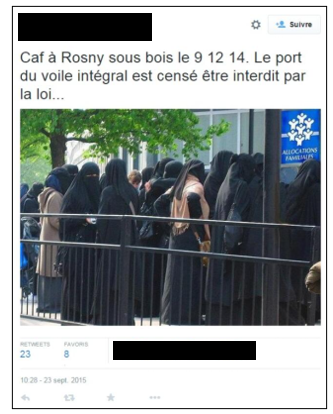 Suivre
Caf à Rosny sous bois le 9 12 14. Le port
du voile intégral est censé être interdit par
la loi...
ALLOCATIONS
FAMILIALES
RETWEETS
FAVORIS
23
8
10:28 - 23 sept. 2015